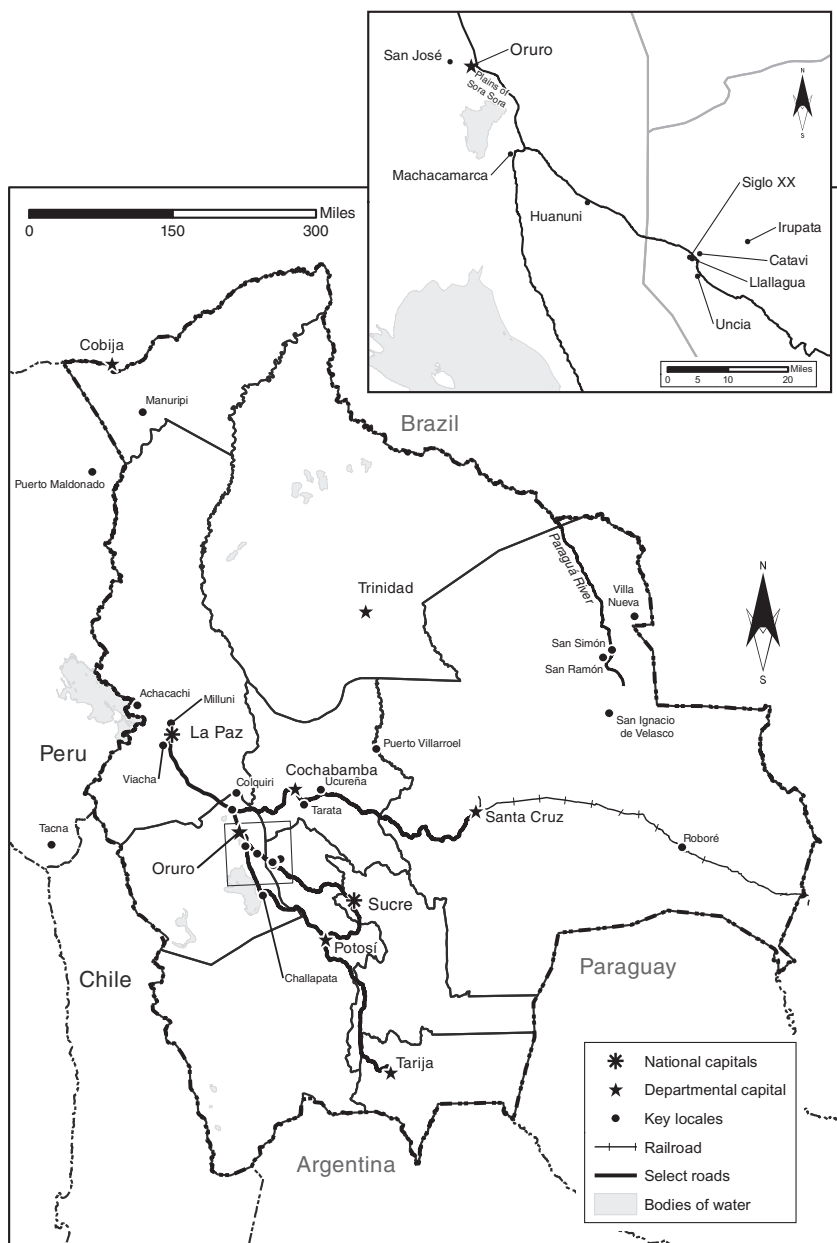 San José
Oruro
Plains of
Sora Sora
N
S
Machacamarca
Siglo XX
Huanuni
Irupata
Catavi
Llallagua
Uncia
Miles
0 5 10 20
Miles
0 150 300
Cobija
Manuripi
Brazil
Puerto Maldonado
Paraguá River
Trinidad
Villa
Nueva
N
S
San Simón
San Ramón
Achacachi
Milluni
La Paz
San Ignacio
de Velasco
Peru
Viacha
Puerto Villarroel
Colquiri
Cochabamba
Ucureña
Tarata
Santa Cruz
Tacna
Roboré
Oruro
Sucre
Potosí
Chile
Challapata
Paraguay
Tarija
Argentina
National capitals
Departmental capital
Key locales
Railroad
Select roads
Bodies of water